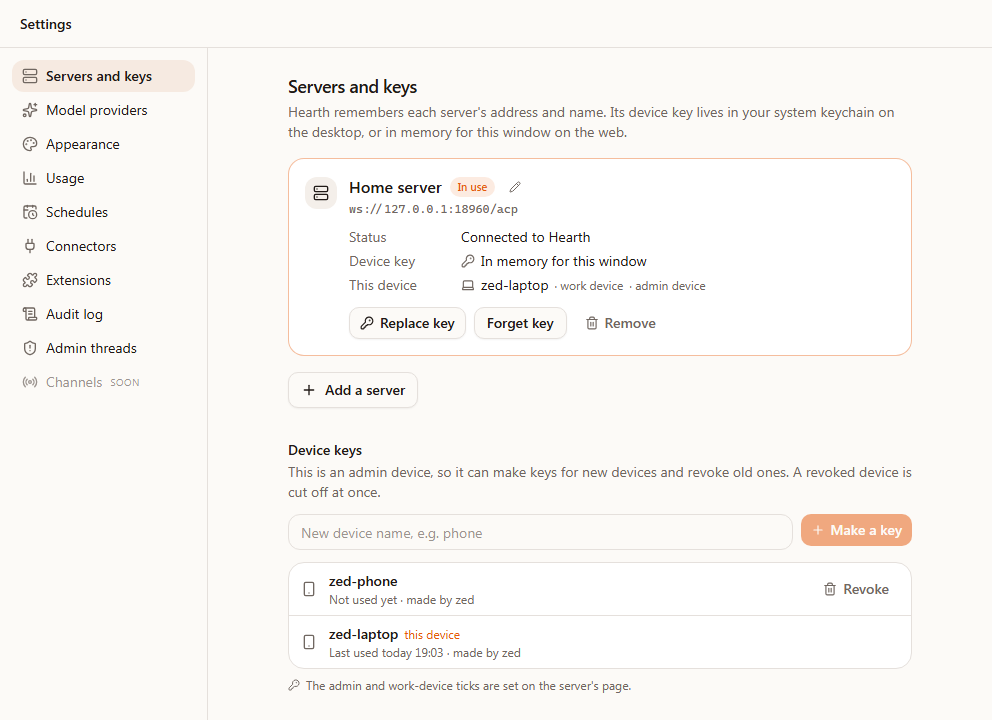 Settings
Servers and keys
Model providers
Appearance
Usage
Schedules
Connectors
Extensions
Audit log
Admin threads
Channels SOON
Servers and keys
Hearth remembers each server's address and name. Its device key lives in your system keychain on
the desktop, or in memory for this window on the web.
Home server In use
ws://127.0.0.1:18960/acp
Status Connected to Hearth
Device key In memory for this window
This device zed-laptop · work device · admin device
Replace key Forget key Remove
+ Add a server
Device keys
This is an admin device, so it can make keys for new devices and revoke old ones. A revoked device is
cut off at once.
New device name, e.g. phone + Make a key
zed-phone
Not used yet · made by zed Revoke
zed-laptop this device
Last used today 19:03 · made by zed
The admin and work-device ticks are set on the server's page.